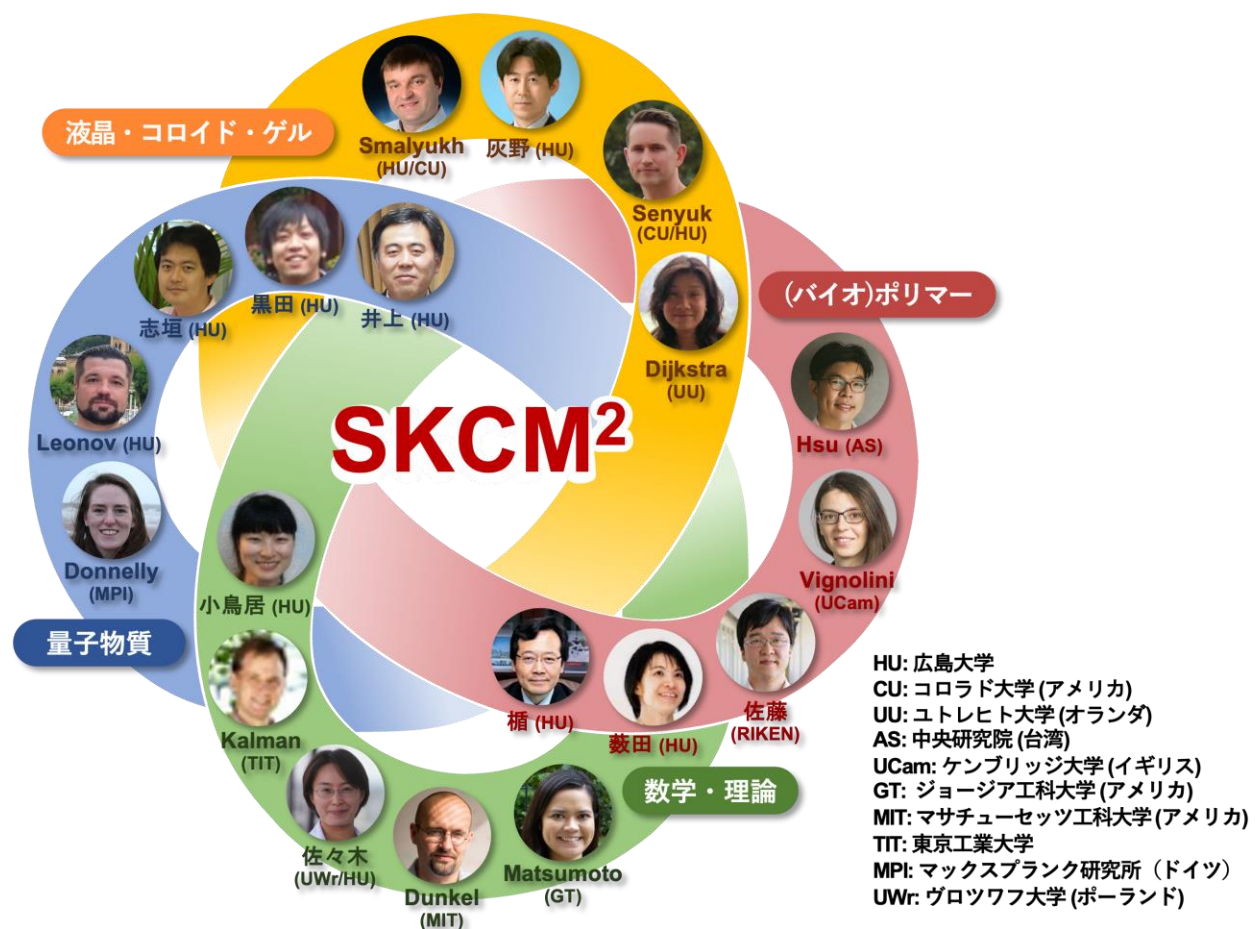 液晶・コロイド・ゲル
Smalyukh
(HU/CU)
灰野 (HU)
Senyuk
(CU/HU)
Dijkstra
(UU)
(バイオ)ポリマー
Hsu (AS)
Vignolini
(UCam)
佐藤
(RIKEN)
薮田 (HU)
楯 (HU)
志垣 (HU)
黒田 (HU)
井上 (HU)
Leonov (HU)
Donnelly
(MPI)
量子物質
SKCM²
小鳥居 (HU)
Kalman
(TIT)
佐々木
(UWr/HU)
Dunkel
(MIT)
Matsumoto
(GT)
数学・理論
HU: 広島大学
CU: コロラド大学 (アメリカ)
UU: ユトレヒト大学 (オランダ)
AS: 中央研究院 (台湾)
UCam: ケンブリッジ大学 (イギリス)
GT: ジョージア工科大学 (アメリカ)
MIT: マサチューセッツ工科大学 (アメリカ)
TIT: 東京工業大学
MPI: マックスプランク研究所（ドイツ）
UWr: ヴロツワフ大学 (ポーランド)